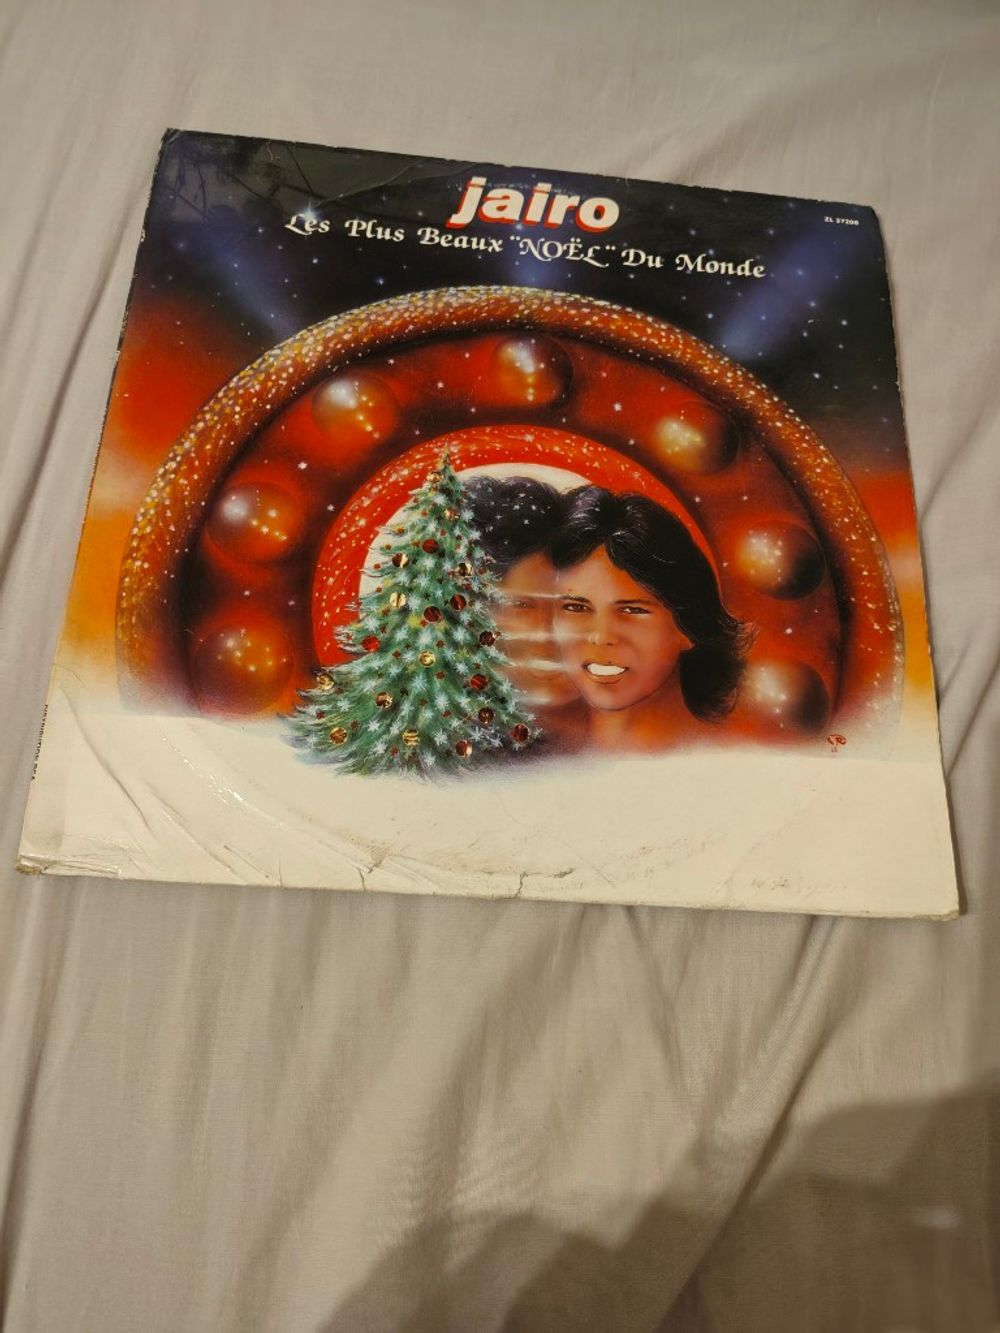 jairo
ZL 37208
Les Plus Beaux "NOËL" Du Monde